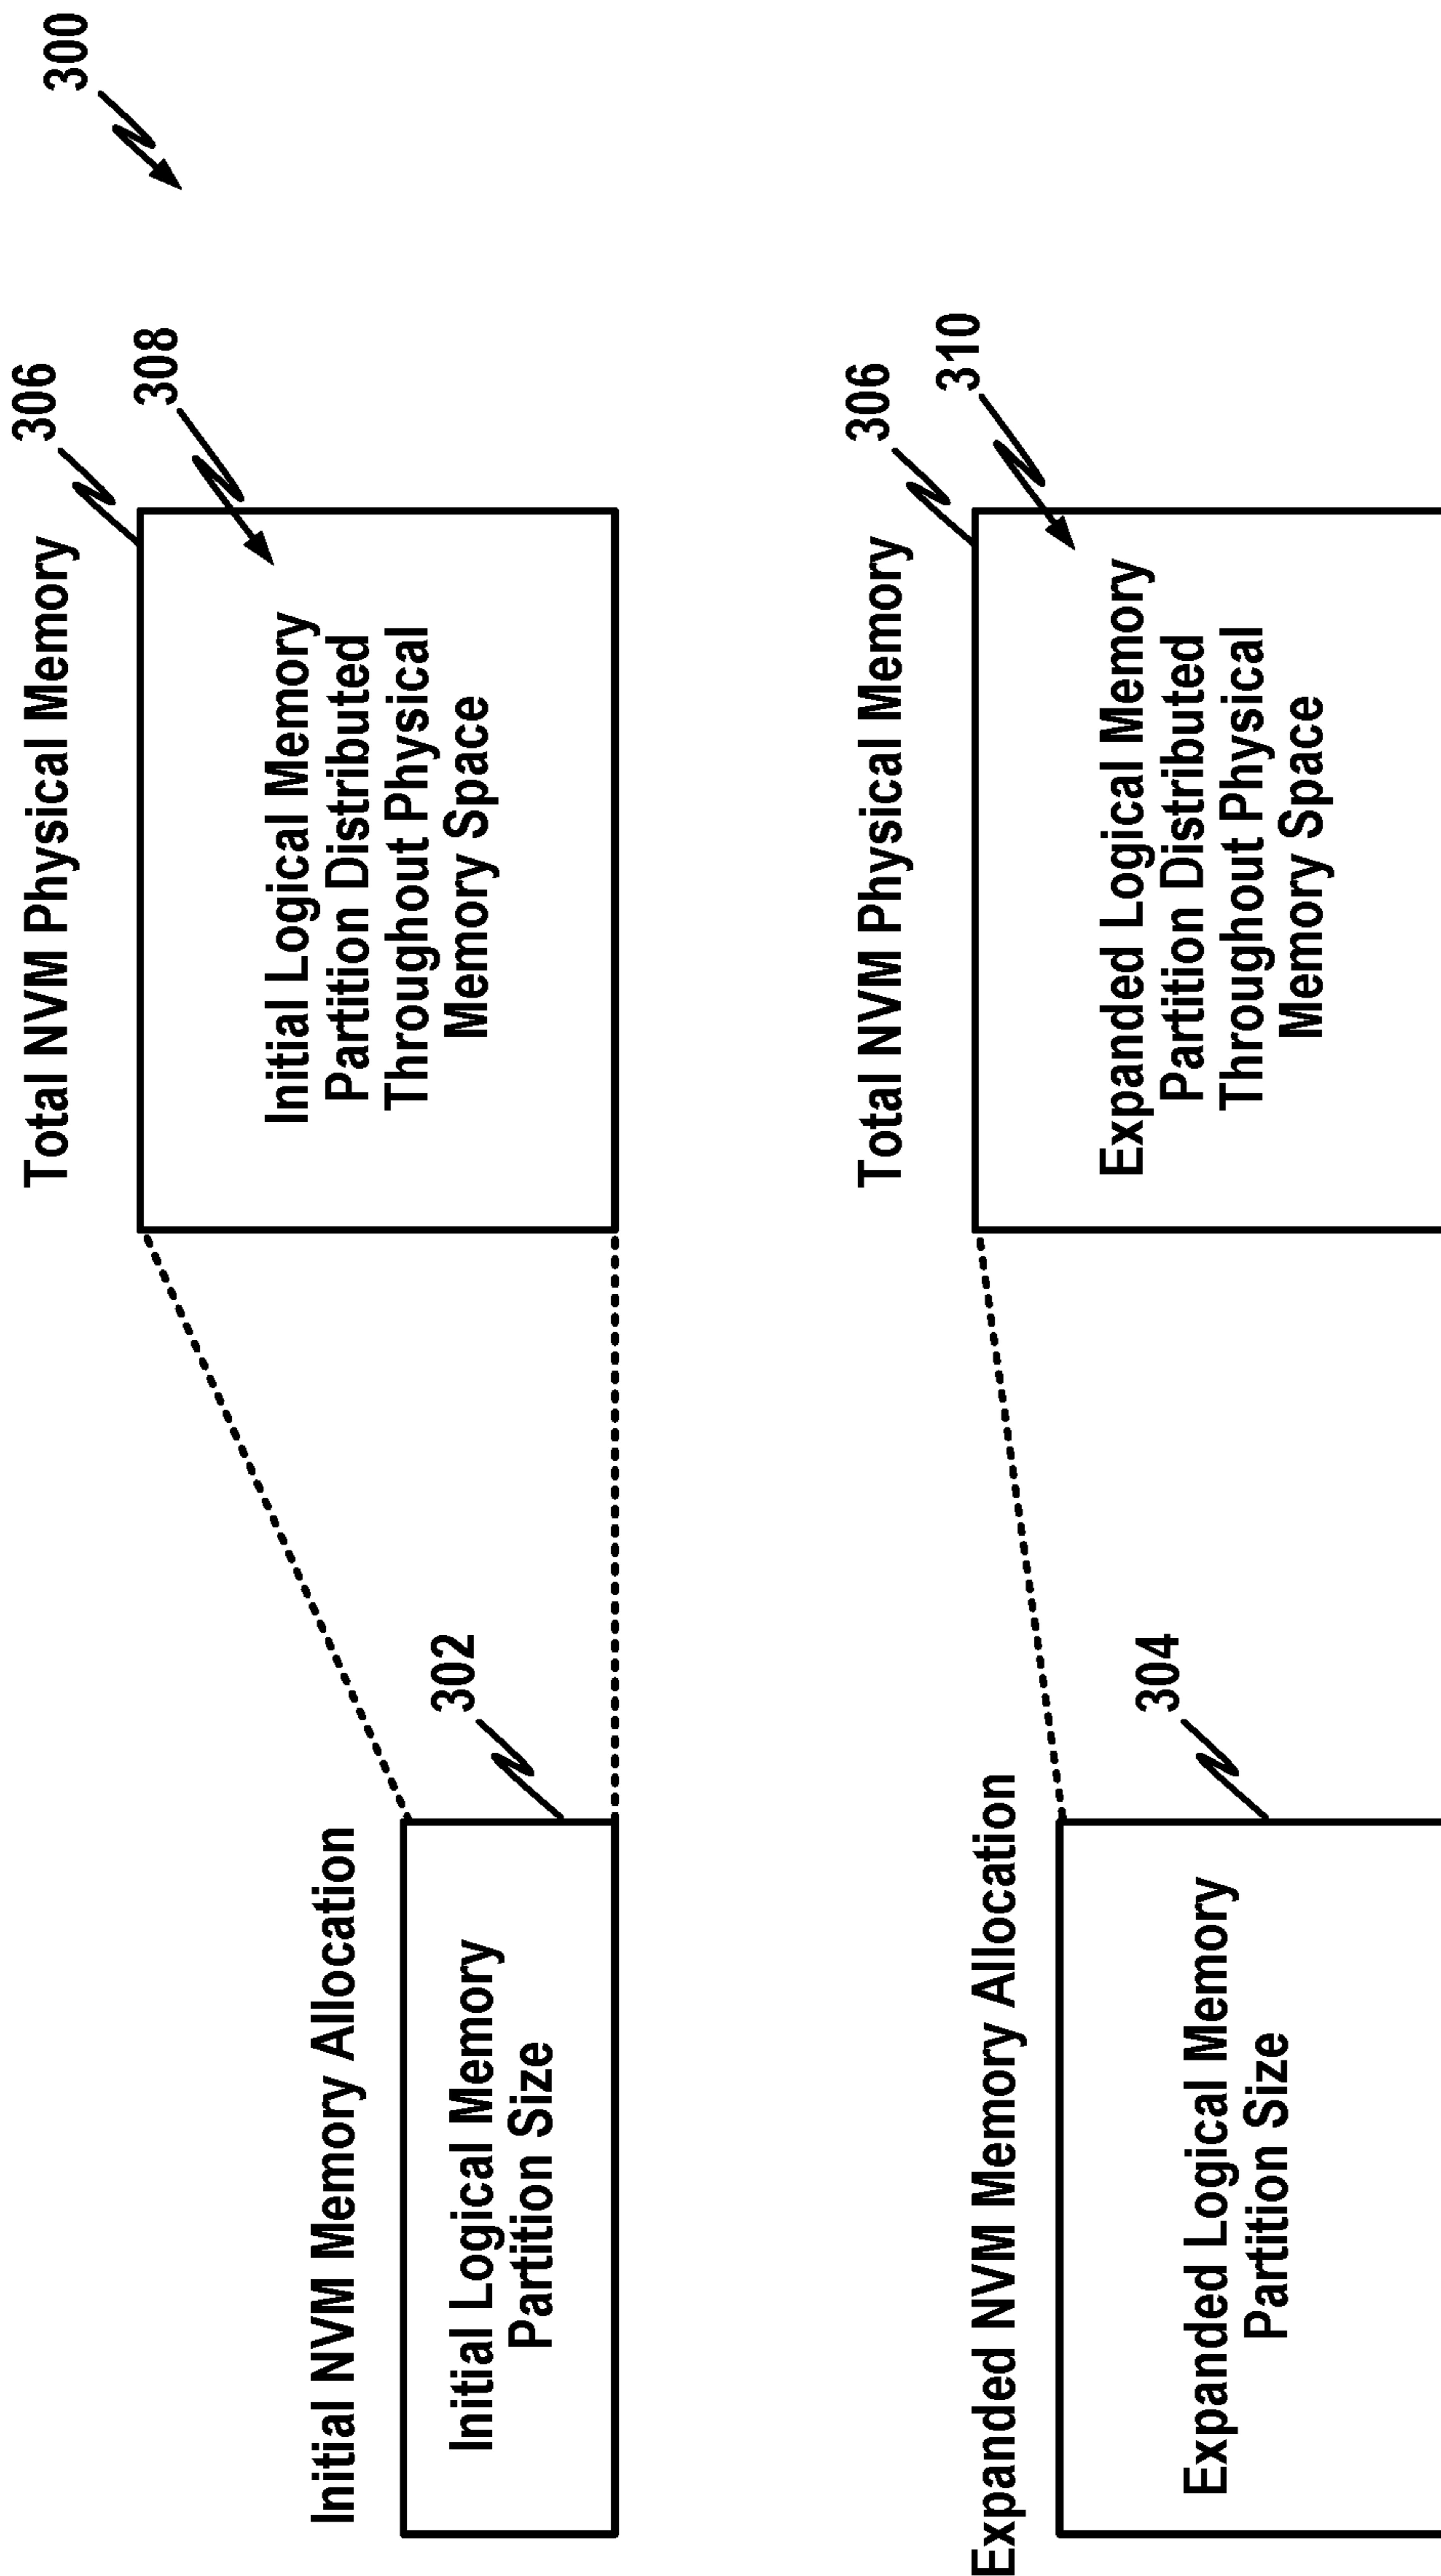 300
Initial NVM Memory Allocation
302
Initial Logical Memory
Partition Size
Total NVM Physical Memory
306
308
Initial Logical Memory
Partition Distributed
Throughout Physical
Memory Space
Expanded NVM Memory Allocation
304
Expanded Logical Memory
Partition Size
Total NVM Physical Memory
306
310
Expanded Logical Memory
Partition Distributed
Throughout Physical
Memory Space